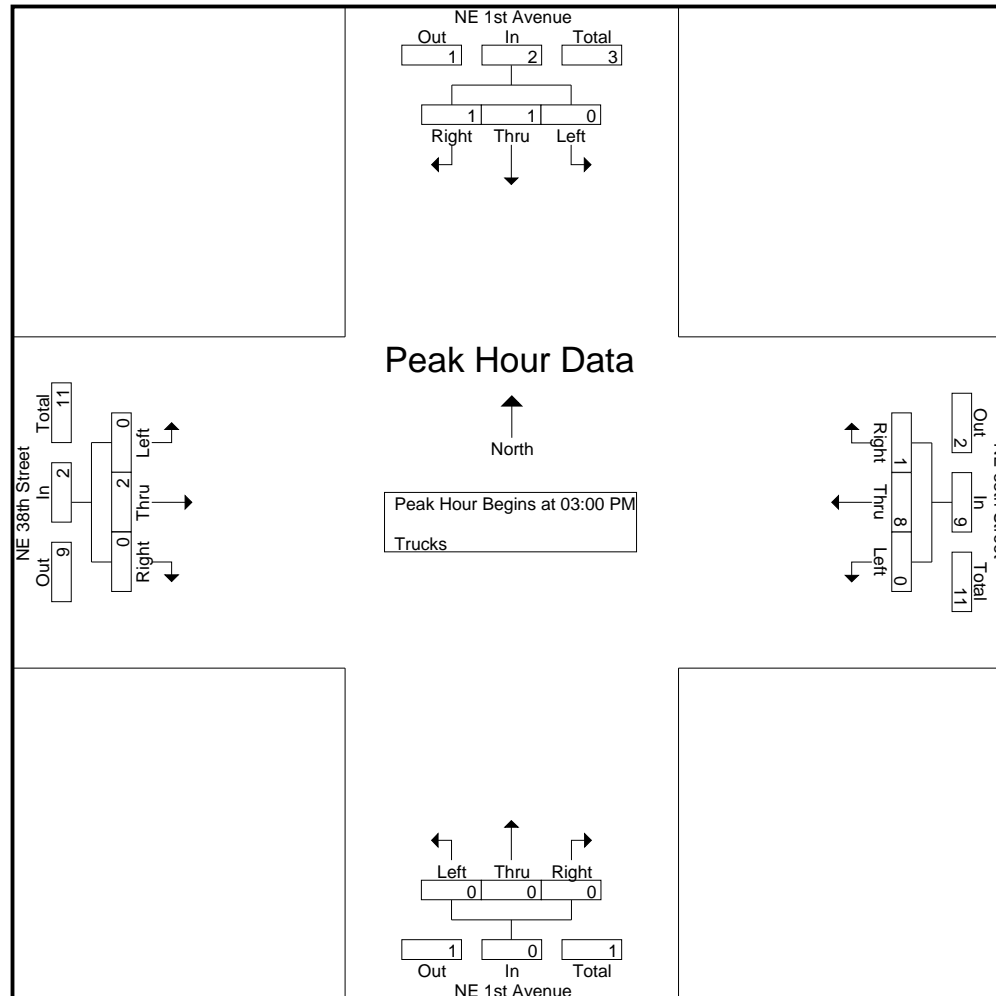 NE 1st Avenue
Out In Total
1 2 3
1 1 0
Right Thru Left
Peak Hour Data
North
Peak Hour Begins at 03:00 PM
Trucks
NE 38th Street
Total In Out
11 2 9
0 2 0
Left Thru Right
Right Thru Left
1 8 0
2 9 11
Out In Total
Street
Left Thru Right
0 0 0
1 0 1
Out In Total
NE 1st Avenue